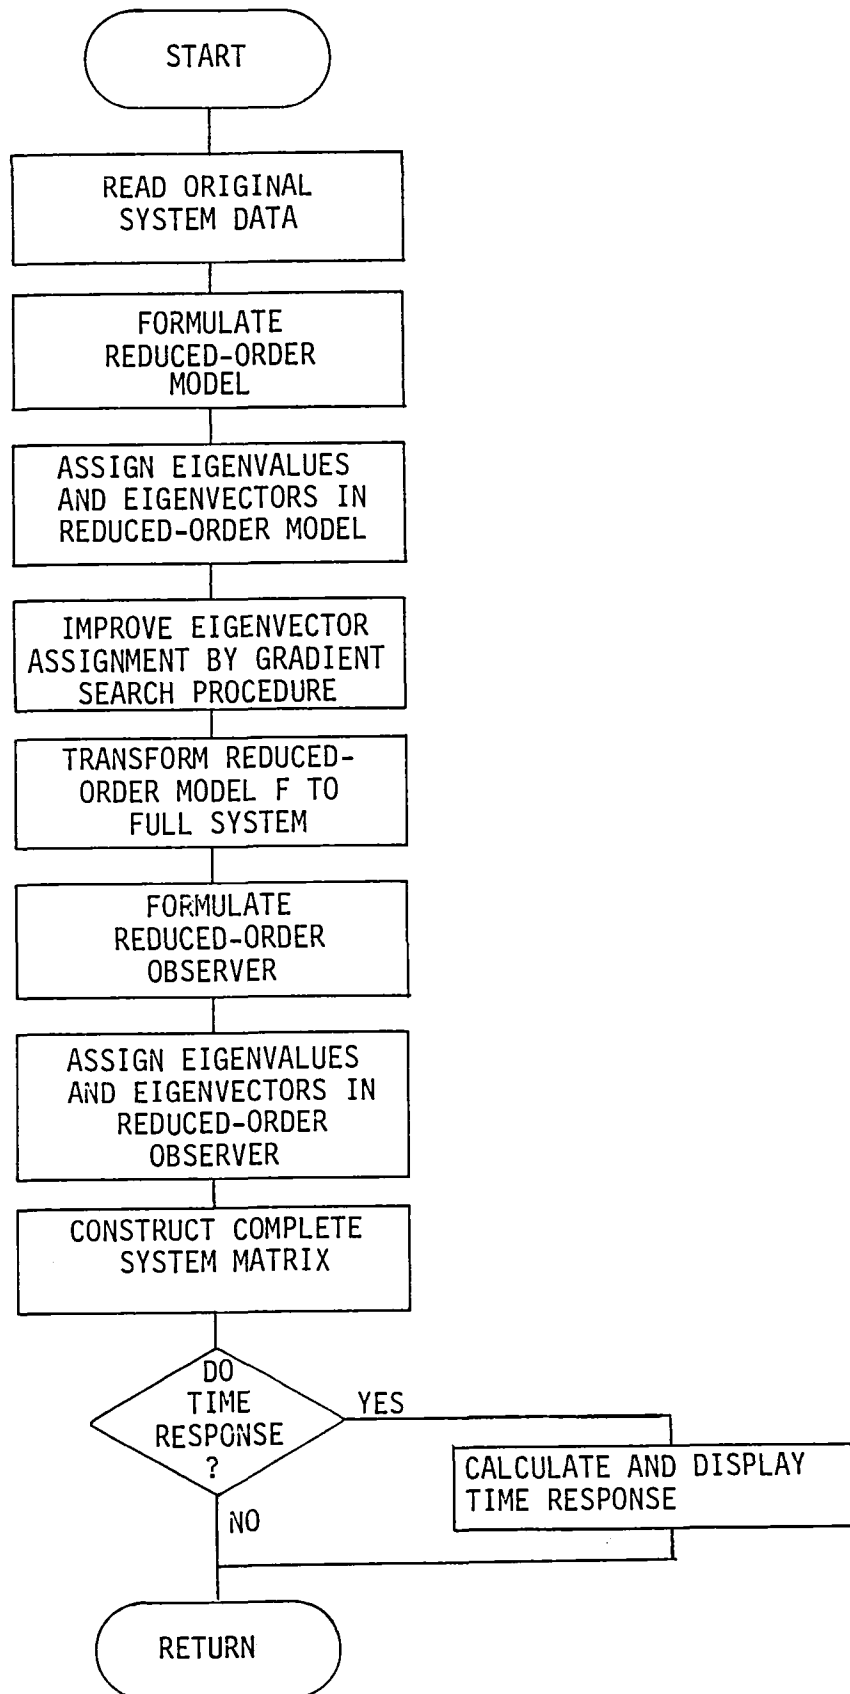 START
READ ORIGINAL
SYSTEM DATA
FORMULATE
REDUCED-ORDER
MODEL
ASSIGN EIGENVALUES
AND EIGENVECTORS IN
REDUCED-ORDER MODEL
IMPROVE EIGENVECTOR
ASSIGNMENT BY GRADIENT
SEARCH PROCEDURE
TRANSFORM REDUCED-
ORDER MODEL F TO
FULL SYSTEM
FORMULATE
REDUCED-ORDER
OBSERVER
ASSIGN EIGENVALUES
AND EIGENVECTORS IN
REDUCED-ORDER
OBSERVER
CONSTRUCT COMPLETE
SYSTEM MATRIX
DO
TIME
RESPONSE
?
YES
CALCULATE AND DISPLAY
TIME RESPONSE
NO
RETURN